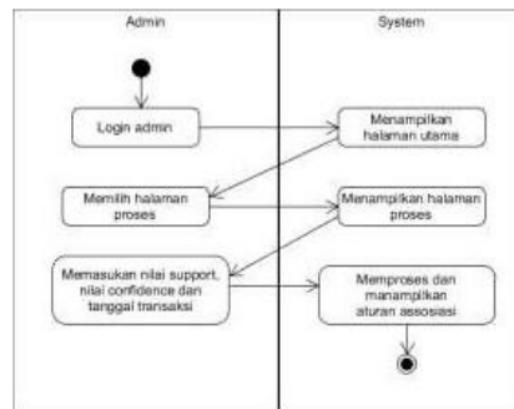 Admin
System
Login admin
Menampilkan
halaman utama
Memilih halaman
proses
Menampilkan halaman
proses
Memasukan nilai support,
nilai confidence dan
tanggal transaksi
Memproses dan
manampilkan
aturan assosiasi